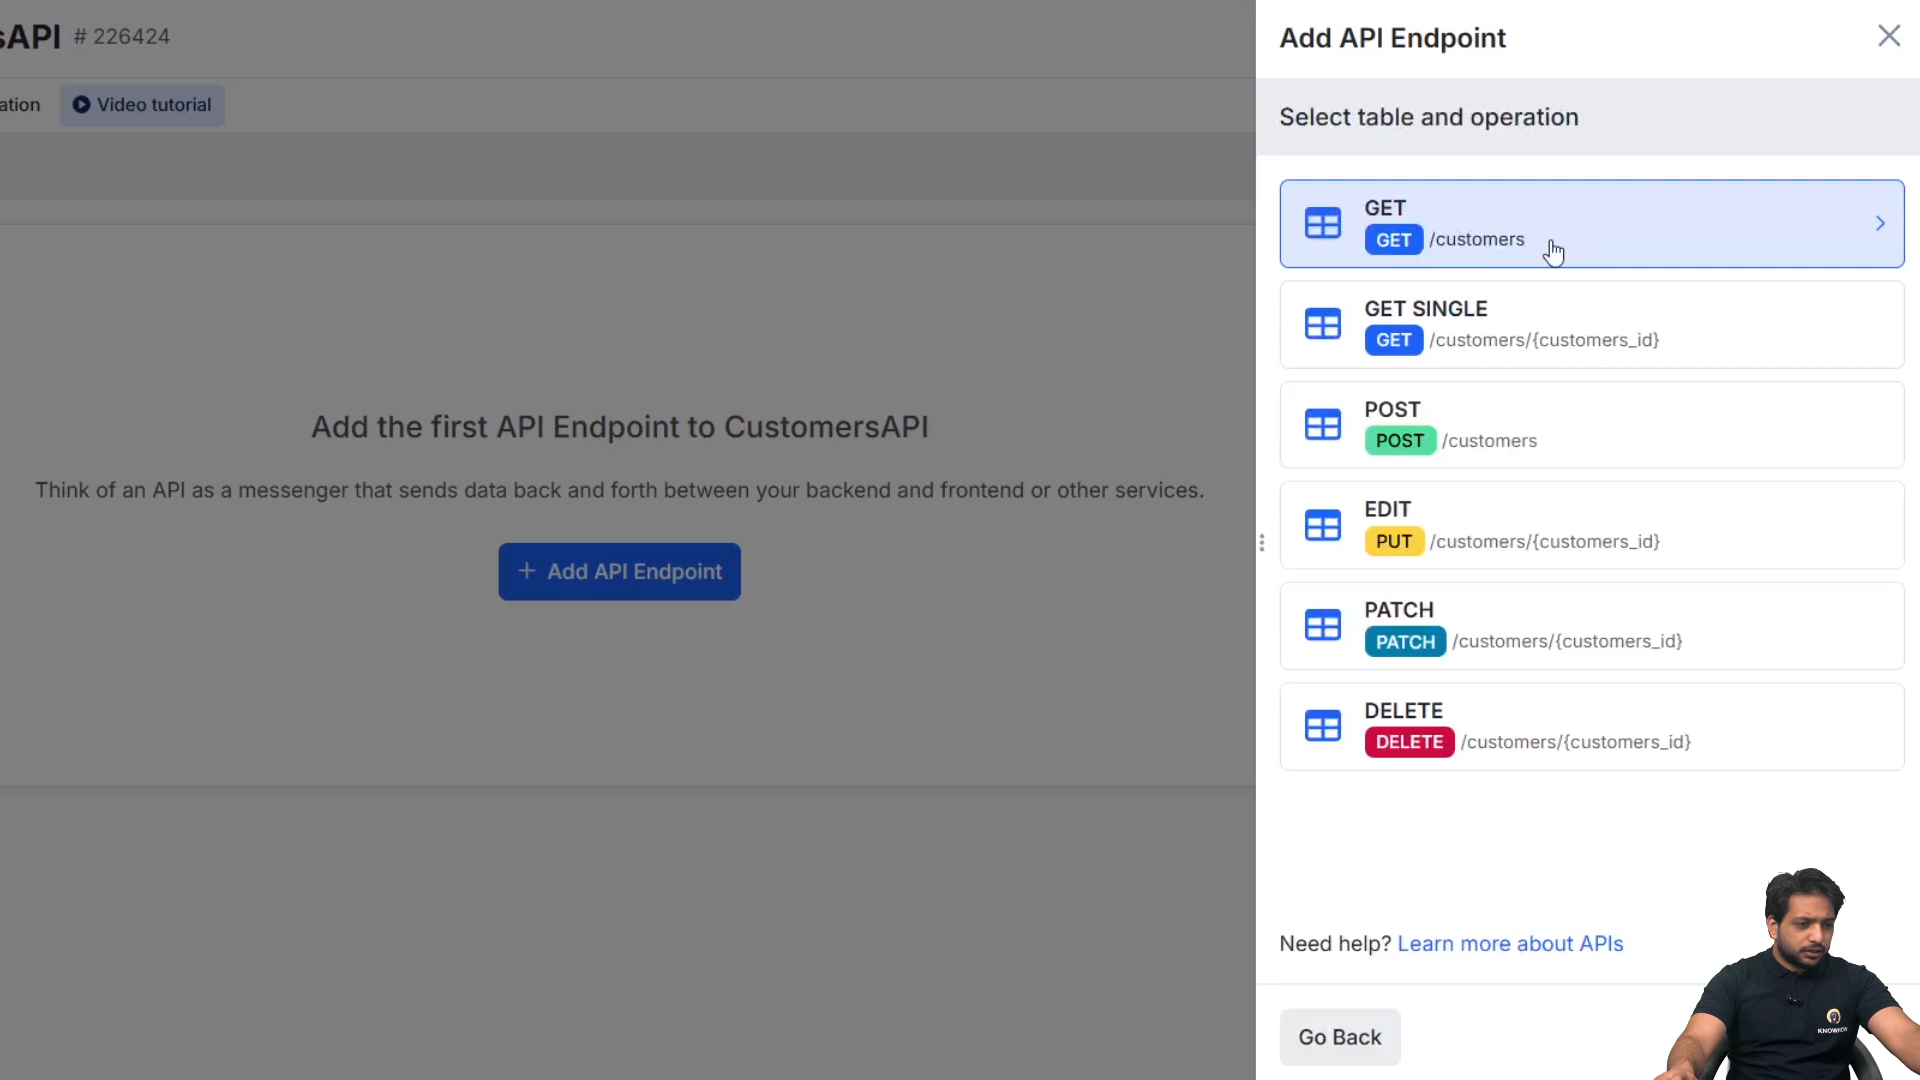 sAPI # 226424
ation
Video tutorial
Add the first API Endpoint to CustomersAPI
Think of an API as a messenger that sends data back and forth between your backend and frontend or other services.
+ Add API Endpoint
Add API Endpoint
Select table and operation
GET
GET /customers
GET SINGLE
GET /customers/{customers_id}
POST
POST /customers
EDIT
PUT /customers/{customers_id}
PATCH
PATCH /customers/{customers_id}
DELETE
DELETE /customers/{customers_id}
Need help? Learn more about APIs
Go Back